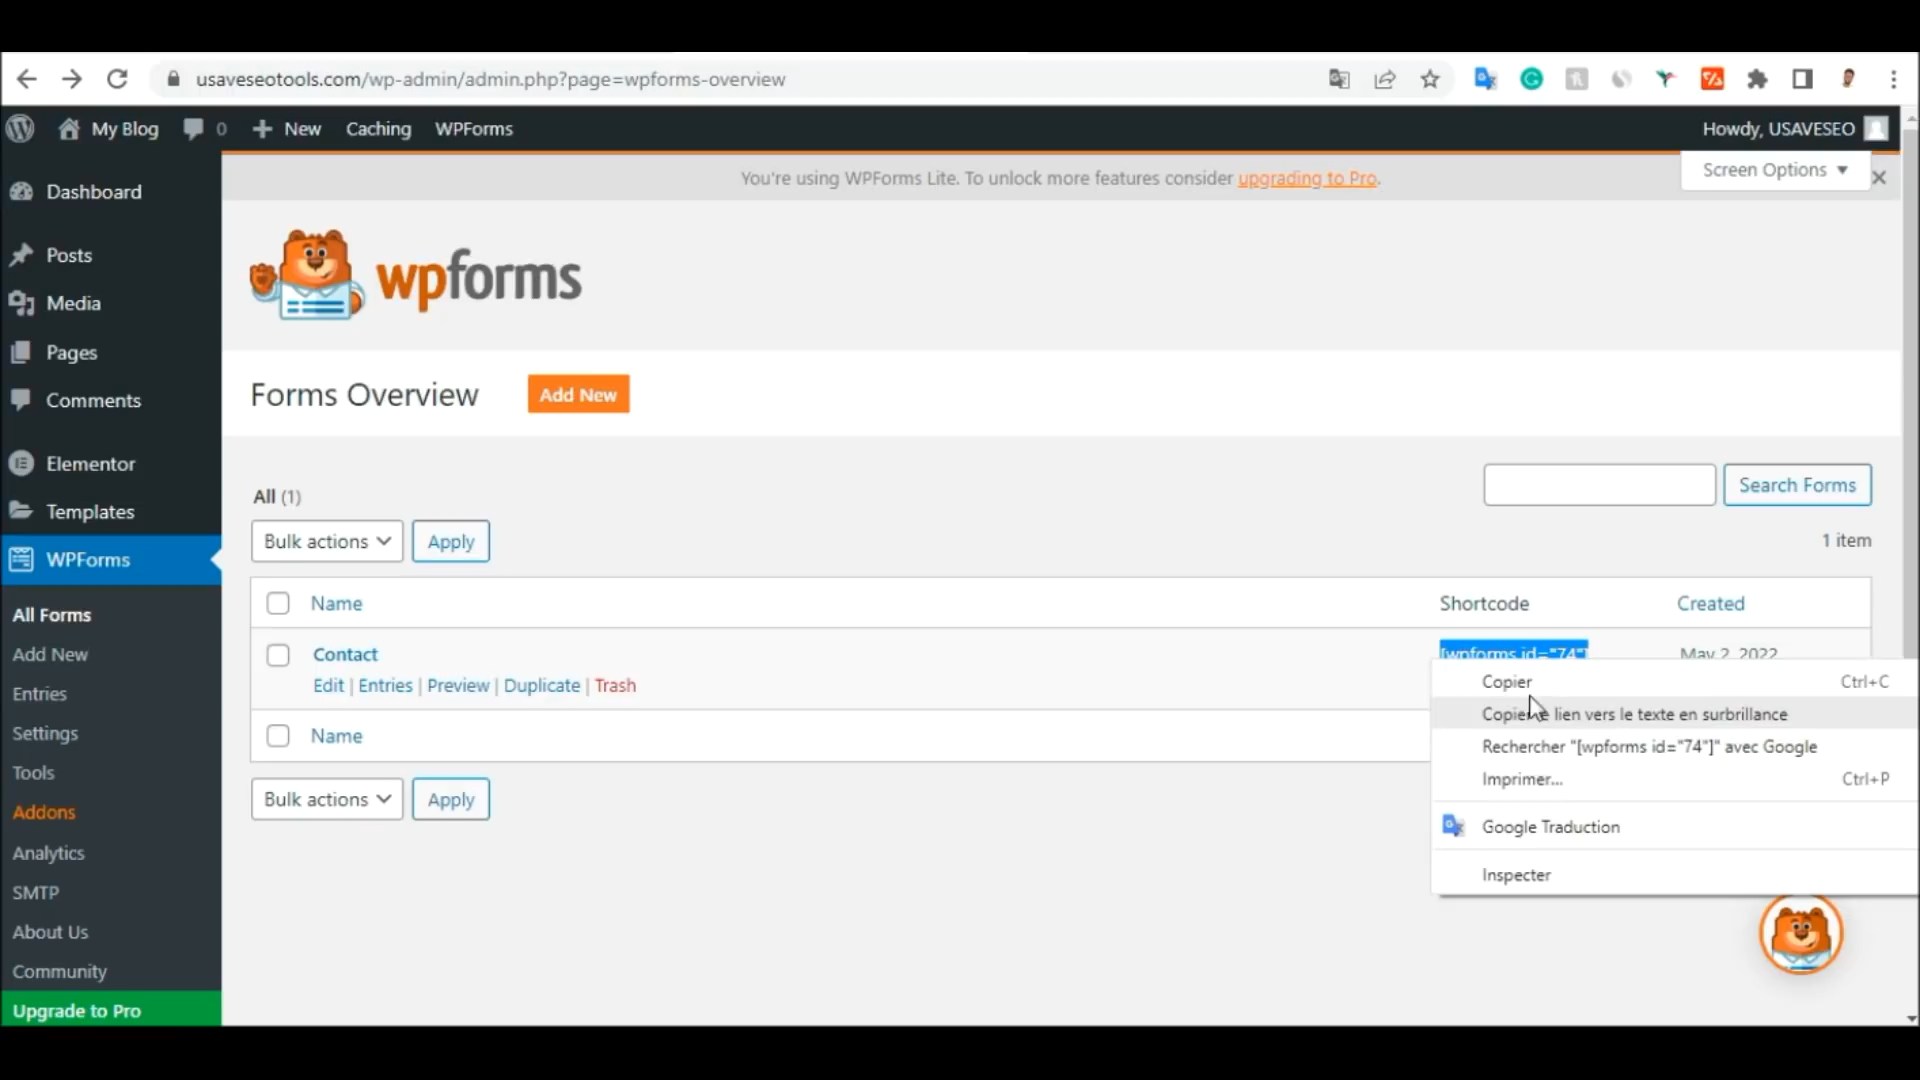 usaveseotools.com/wp-admin/admin.php?page=wpforms-overview
My Blog 0 New Caching WPForms Howdy, USAVESEO
You're using WPForms Lite. To unlock more features consider upgrading to Pro.
Screen Options
Dashboard
Posts
Media
Pages
Comments
Elementor
Templates
WPForms
All Forms
Add New
Entries
Settings
Tools
Addons
Analytics
SMTP
About Us
Community
Upgrade to Pro
wpforms
Forms Overview Add New
Search Forms
All (1)
Bulk actions Apply
1 item
Name Shortcode Created
Contact [wpforms id="74"] May 2, 2022
Edit | Entries | Preview | Duplicate | Trash
Name
Bulk actions Apply
Copier Ctrl+C
Copier le lien vers le texte en surbrillance
Rechercher "[wpforms id="74"]" avec Google
Imprimer... Ctrl+P
Google Traduction
Inspecter